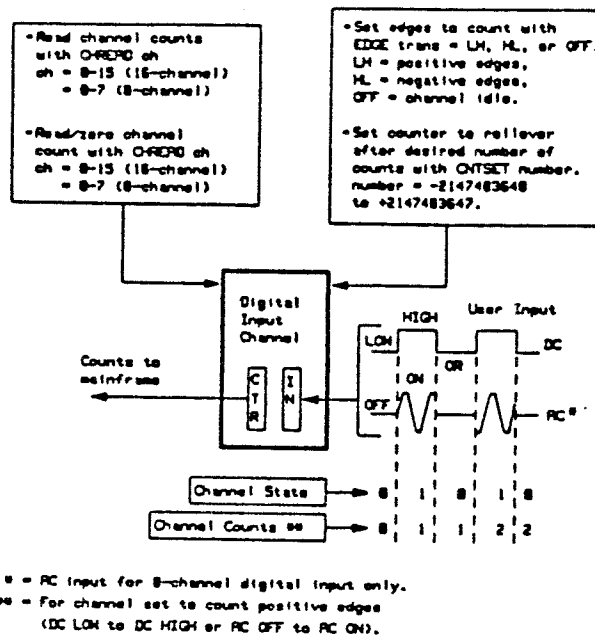 •Read channel counts
with CHREAD ch
ch = 0-15 (16-channel)
= 0-7 (8-channel)
•Read/zero channel
count with CHREAD ch
ch = 0-15 (16-channel)
= 0-7 (8-channel)
•Set edges to count with
EDGE trans = LH, HL, or OFF.
LH = positive edges,
HL = negative edges,
OFF = channel idle.
•Set counter to rollover
after desired number of
counts with CNTSET number.
number = -2147483648
to +2147483647.
Digital
Input
Channel
CTR
IN
Counts to
mainframe
User Input
HIGH
LOW
DC
OR
ON
OFF
AC*
Channel State
0 1 0 1 0
Channel Counts **
0 1 1 2 2
* = AC input for 8-channel digital input only.
** = For channel set to count positive edges
(DC LOW to DC HIGH or AC OFF to AC ON).